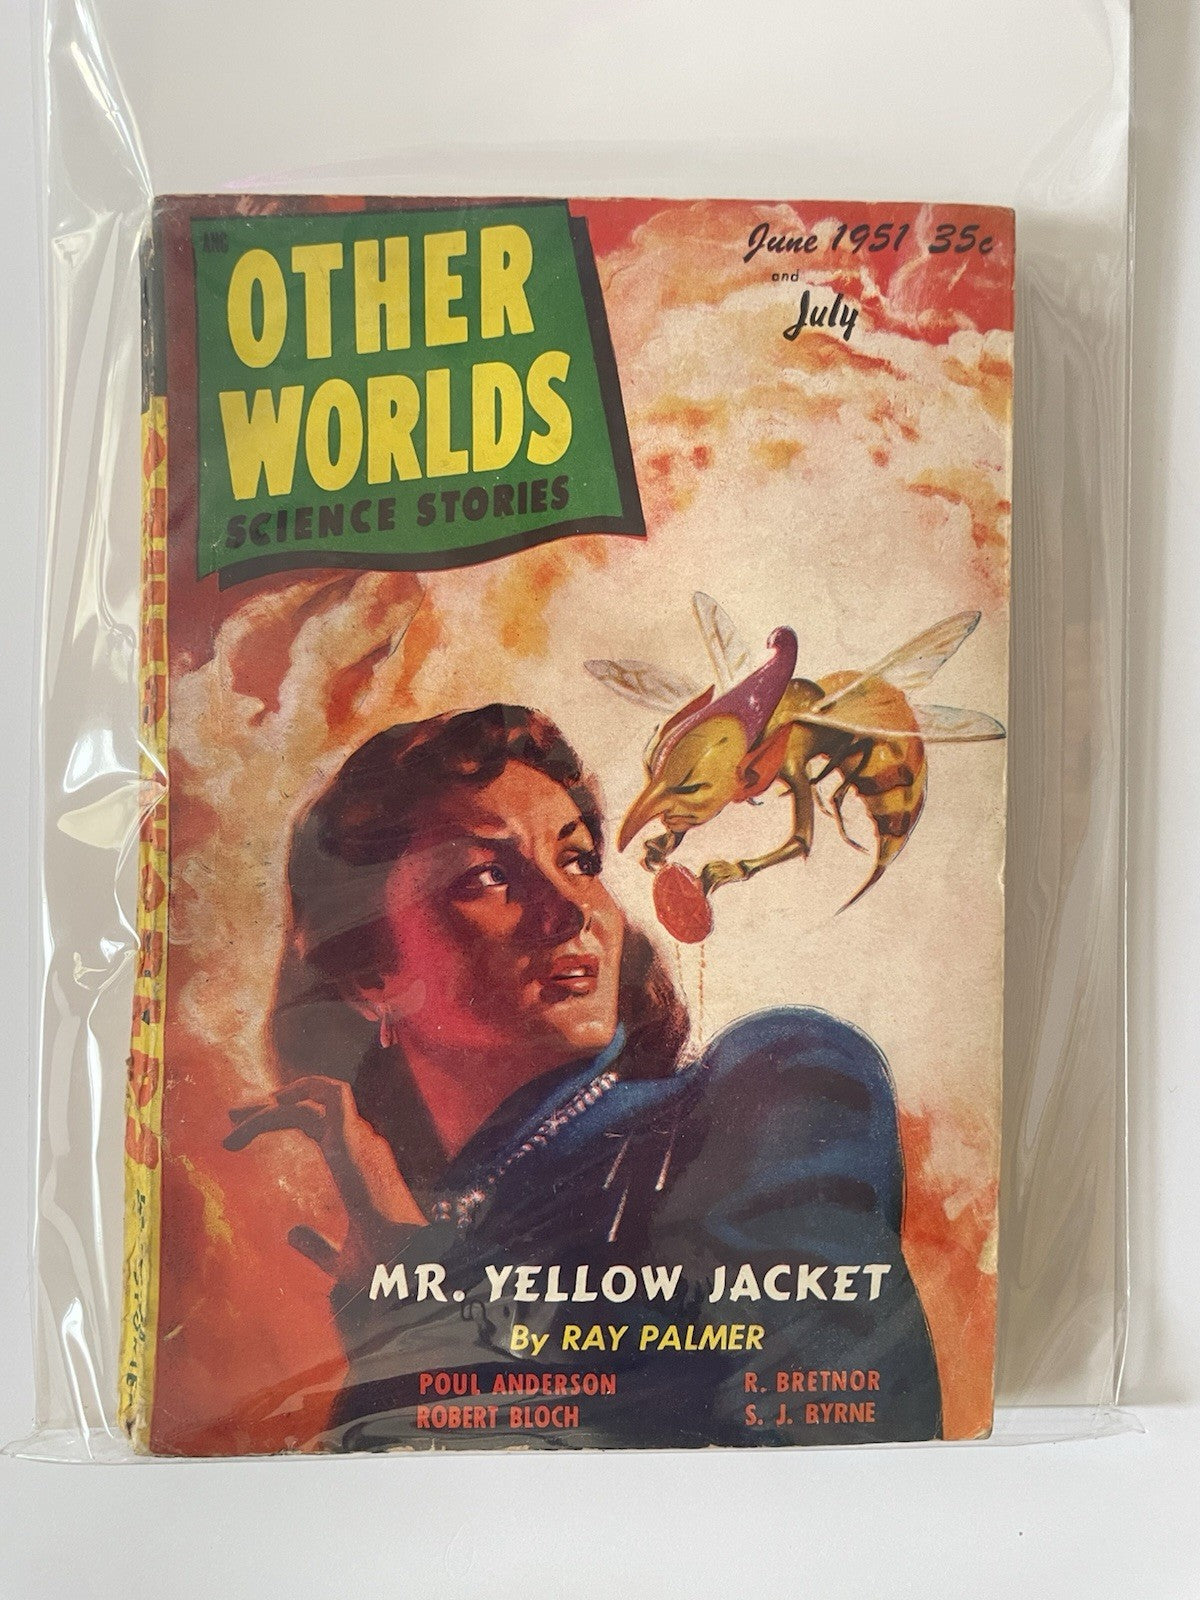 AMG
OTHER
WORLDS
SCIENCE STORIES
June 1951 35c
and
July
MR. YELLOW JACKET
By RAY PALMER
POUL ANDERSON
ROBERT BLOCH
R. BRETNOR
S. J. BYRNE